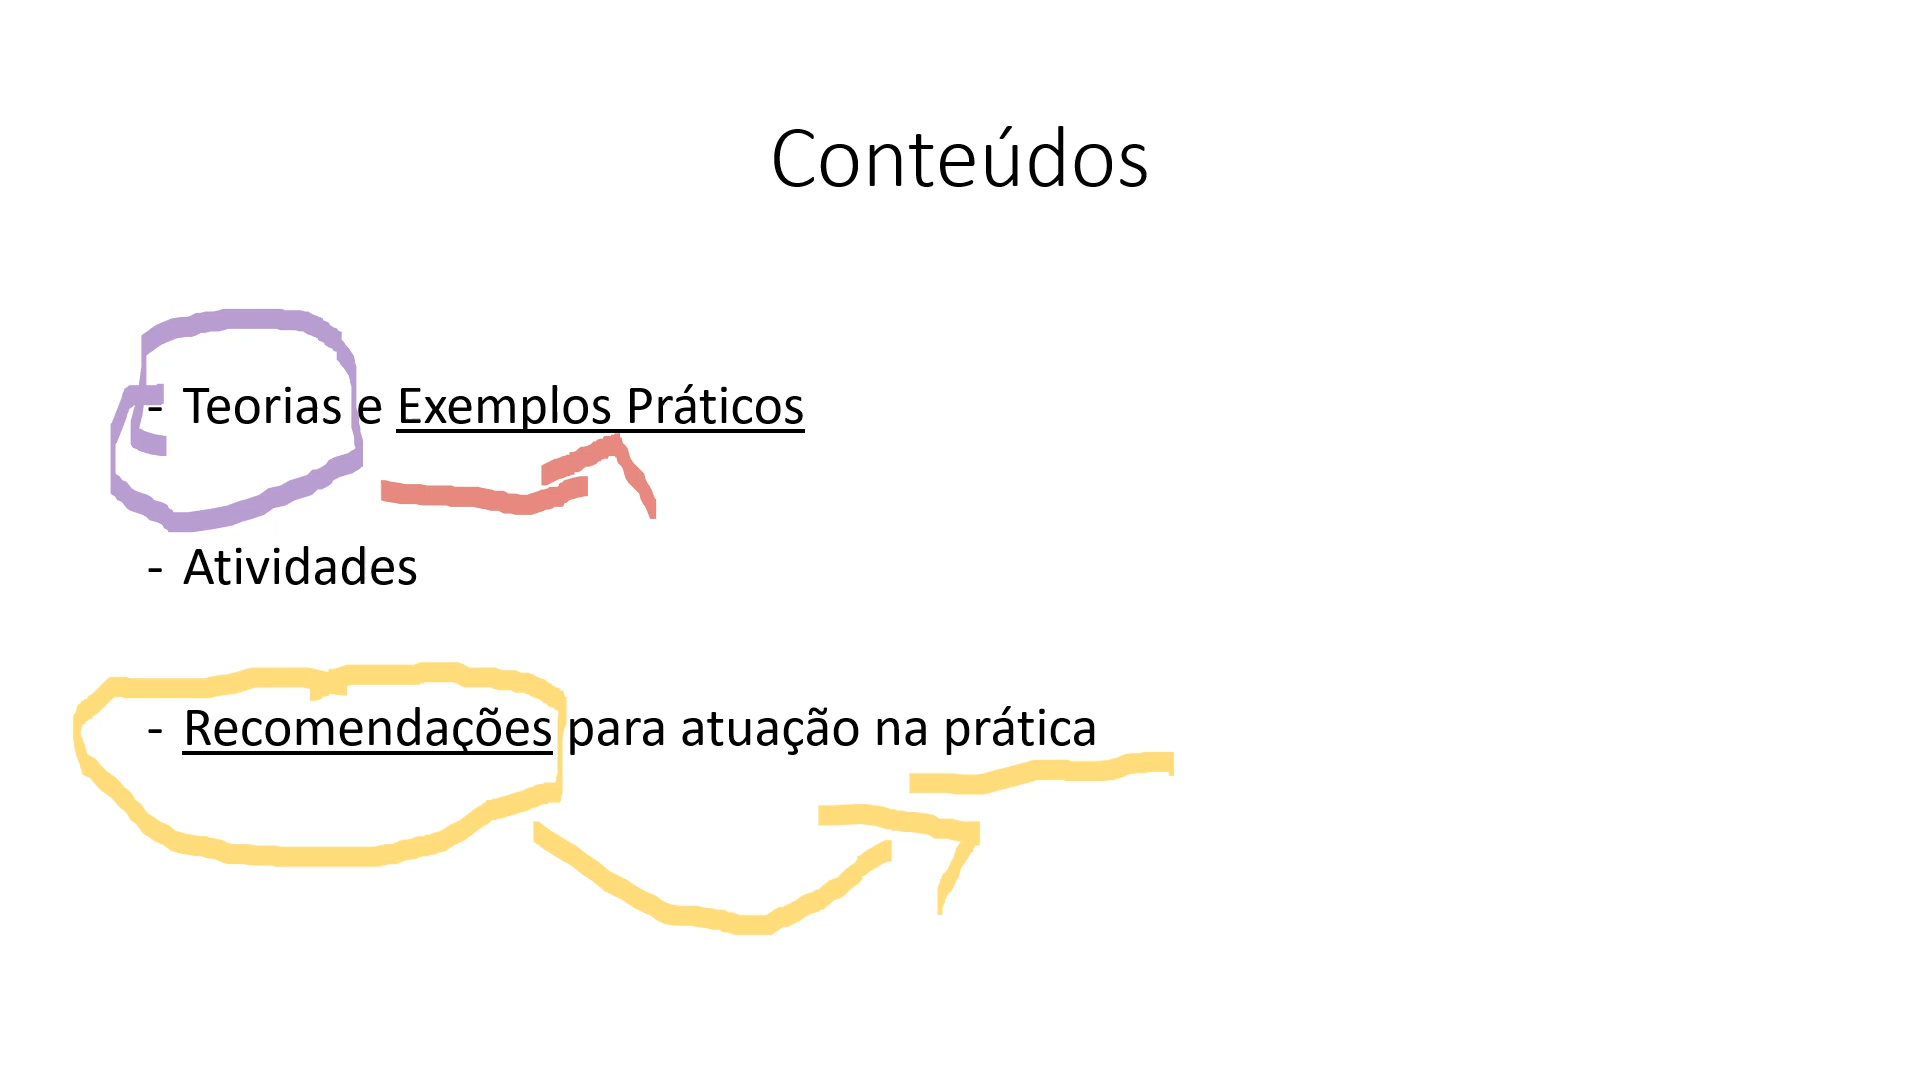 Conteúdos
- Teorias e Exemplos Práticos
- Atividades
- Recomendações para atuação na prática